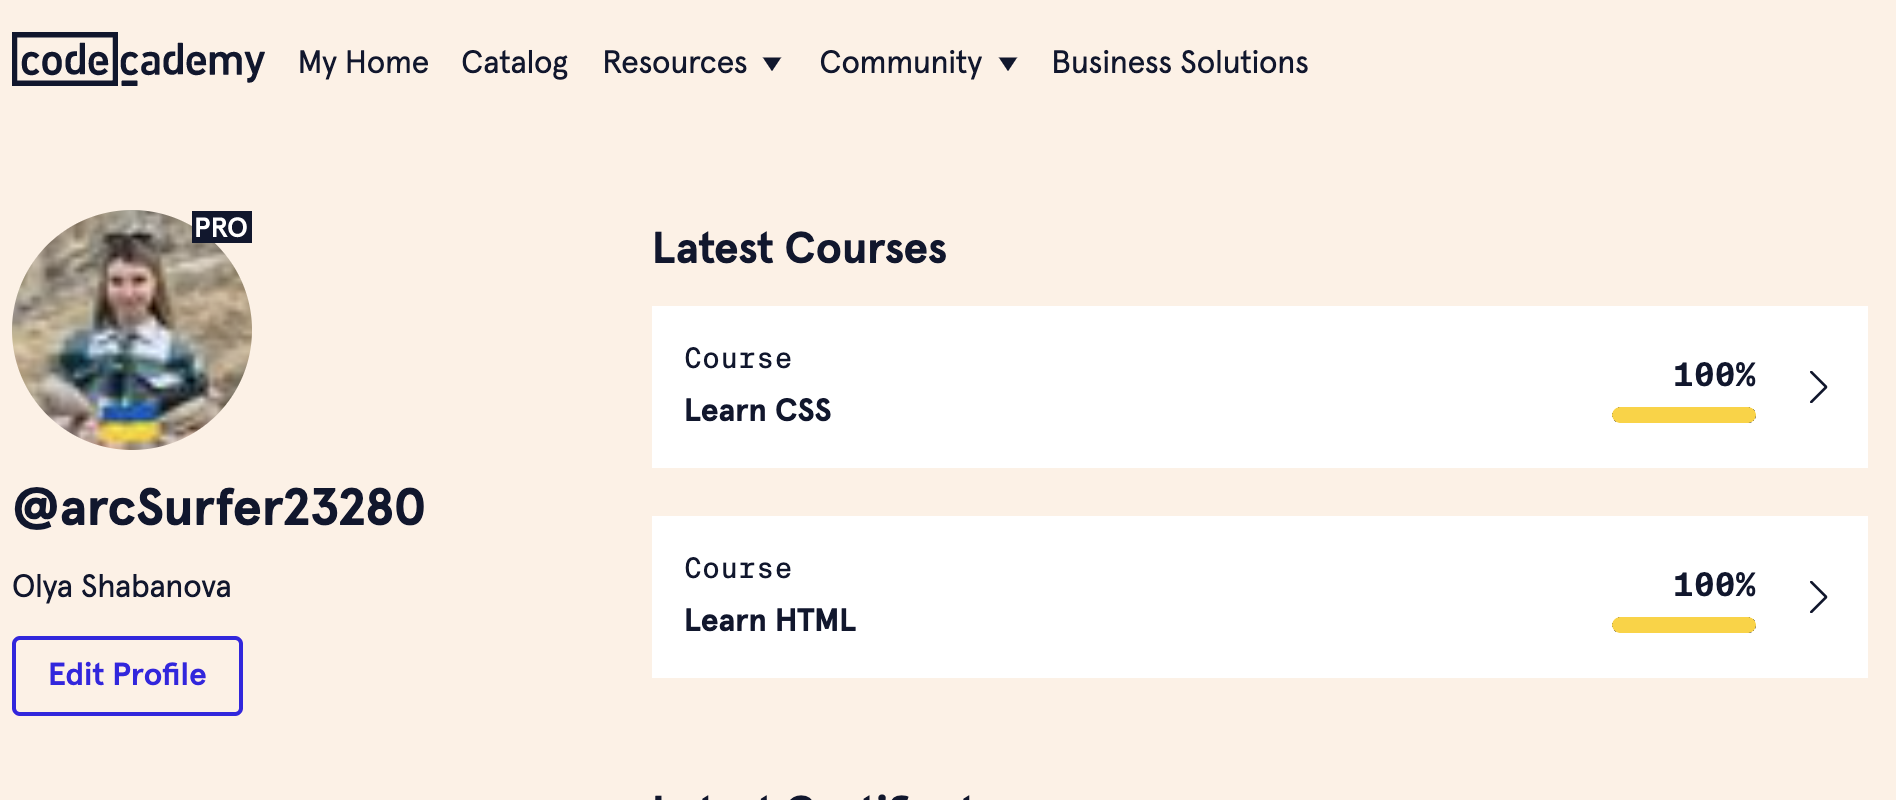 codecademy My Home Catalog Resources Community Business Solutions
PRO
@arcSurfer23280
Olya Shabanova
Edit Profile
Latest Courses
Course
Learn CSS
100%
Course
Learn HTML
100%